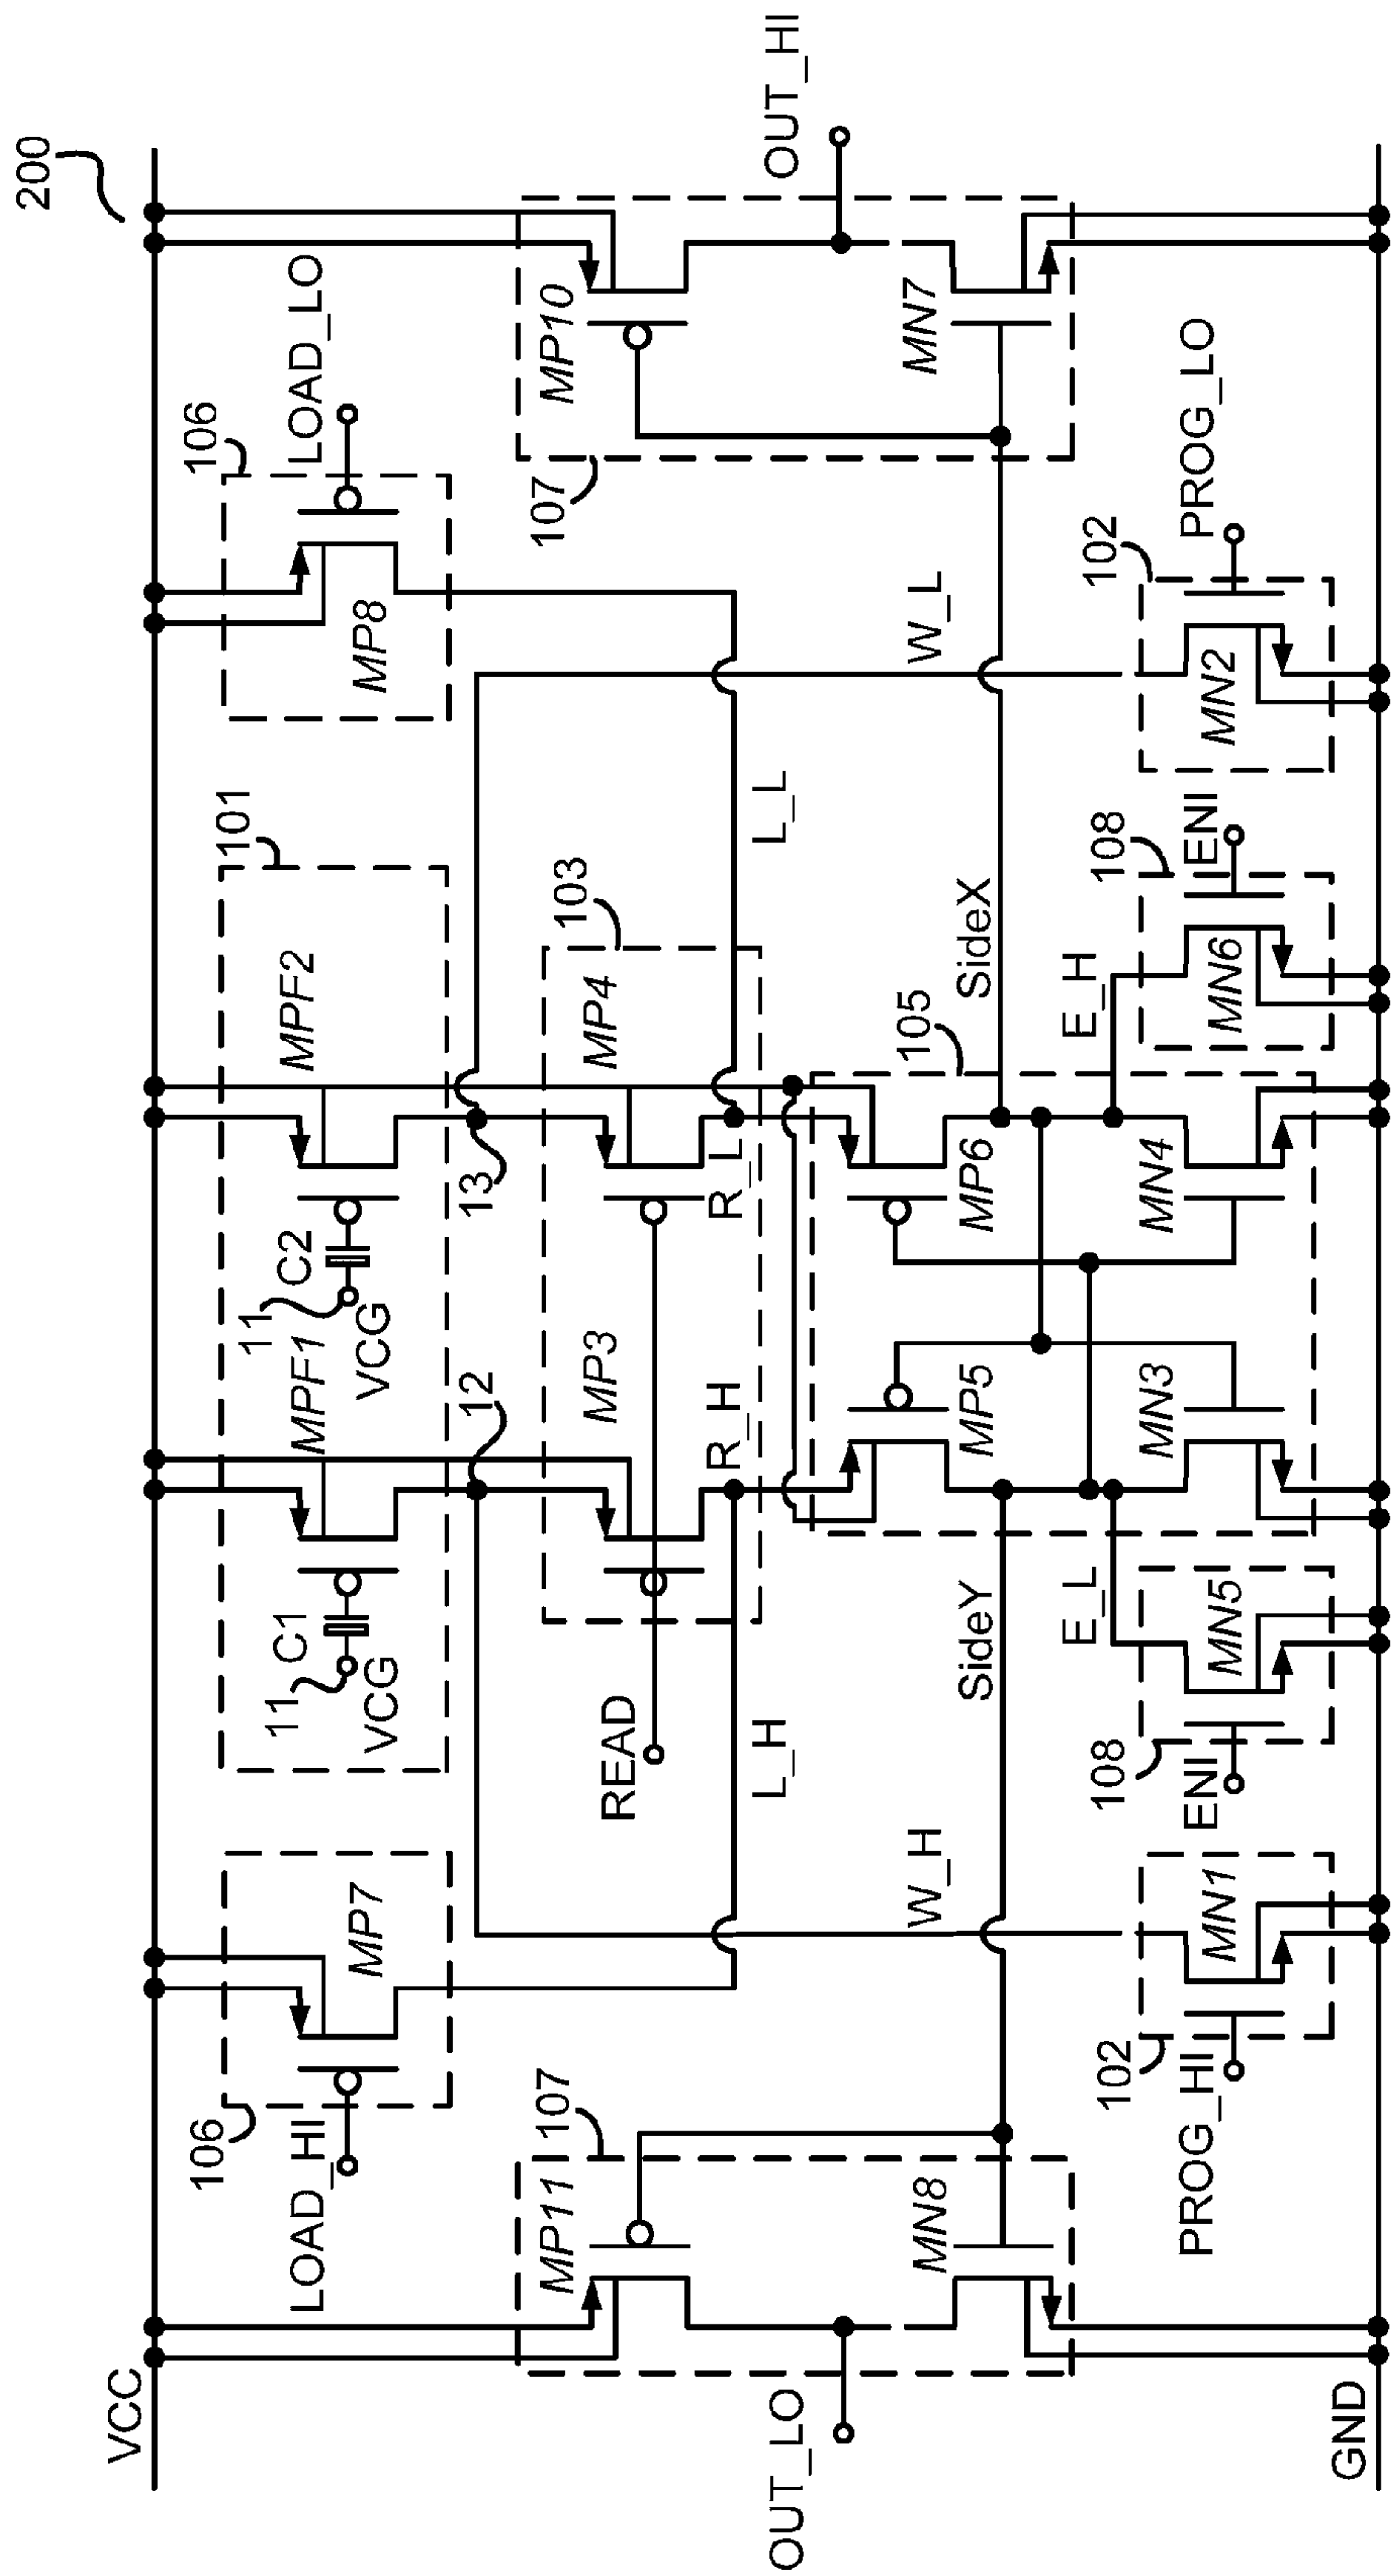 200
VCC
106
LOAD_HI
MP7
101
11
VCG
C1
MPF1
11
VCG
C2
MPF2
106
LOAD_LO
MP8
12
13
103
READ
MP3
MP4
R_H
R_L
L_H
L_L
107
MP11
MN8
OUT_LO
107
MP10
MN7
OUT_HI
W_H
W_L
SideY
SideX
105
MP5
MP6
MN3
MN4
E_L
E_H
102
PROG_HI
MN1
108
ENI
MN5
108
ENI
MN6
102
PROG_LO
MN2
GND